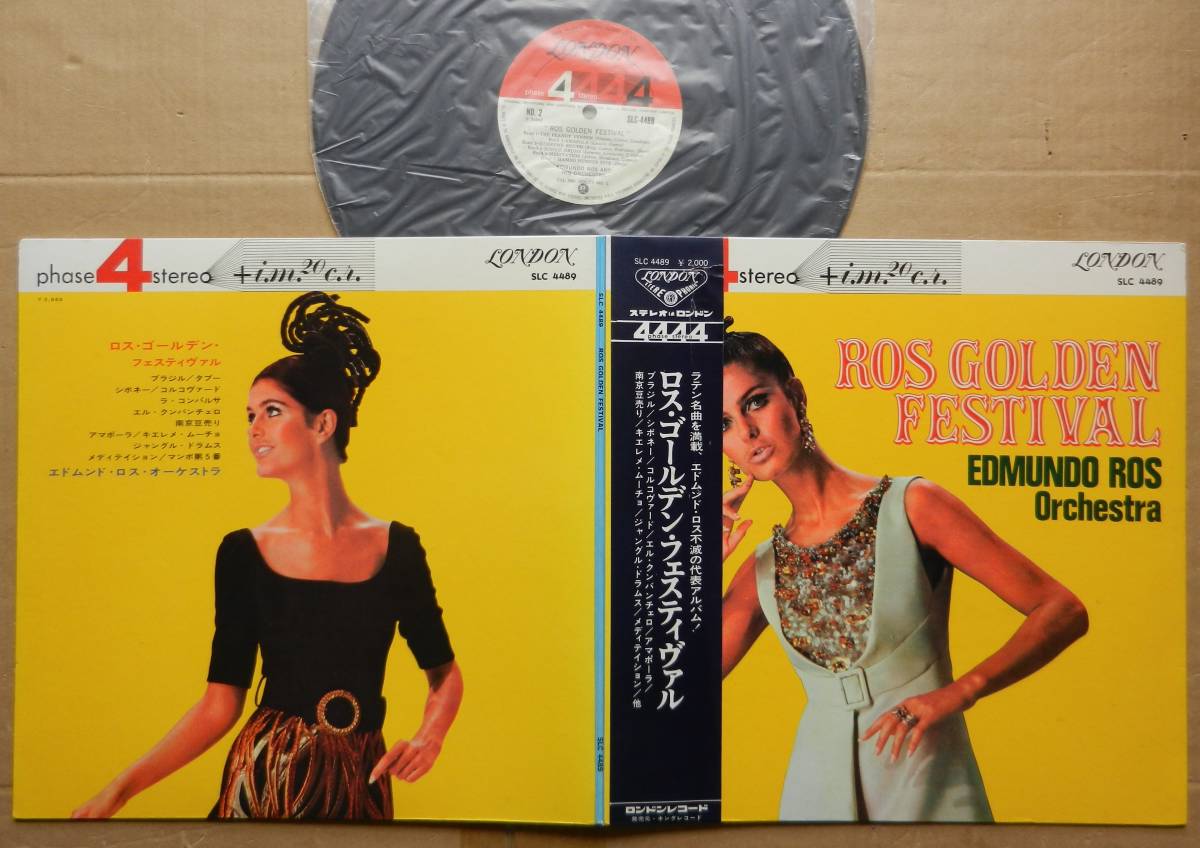 LONDON
phase 4 stereo
NO. 2
SLC 4489
"ROS GOLDEN FESTIVAL"
EDMUNDO ROS AND
HIS ORCHESTRA
phase 4 stereo
+i.m.20c.r.
LONDON
SLC 4489
ロス・ゴールデン・
フェスティヴァル
ブラジル/タブー
シボネー/コルコヴァード
ラ・コンパルサ
エル・クンバンチェロ
南京豆売り
アマポーラ/キエレメ・ムーチョ
ジャングル・ドラムス
メディテイション/マンボ第5番
エドムンド・ロス・オーケストラ
SLC 4489
ROS GOLDEN FESTIVAL
SLC 4489
SLC 4489 ¥2,000
LONDON
STEREOPHONIC
ステレオはロンドン
4444
phase stereo
ラテン名曲を満載、エドムンド・ロス不滅の代表アルバム!
ロス・ゴールデン・フェスティヴァル
ブラジル/シボネー/コルコヴァード/エル・クンバンチェロ/アマポーラ/
南京豆売り/キエレメ・ムーチョ/ジャングル・ドラムス/メディテイション/他
ロンドンレコード
発売元・キングレコード
4 stereo
+i.m.20c.r.
LONDON
SLC 4489
ROS GOLDEN
FESTIVAL
EDMUNDO ROS
Orchestra